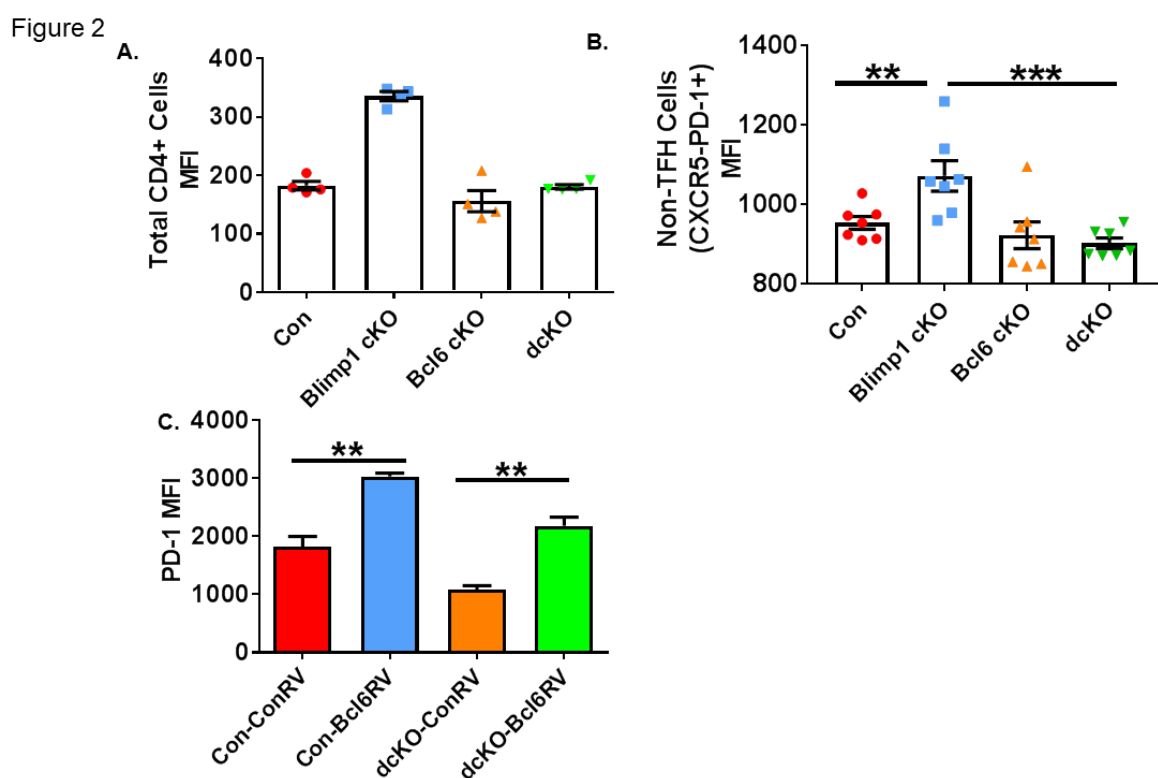 Figure 2
A.
Total CD4+ Cells
MFI
400
300
200
100
0
Con
Blimp1 cKO
Bcl6 cKO
dcKO
B.
Non-TFH Cells
(CXCR5-PD-1+)
MFI
1400
1200
1000
800
**
***
Con
Blimp1 cKO
Bcl6 cKO
dcKO
C.
PD-1 MFI
4000
3000
2000
1000
0
**
**
Con-ConRV
Con-Bcl6RV
dcKO-ConRV
dcKO-Bcl6RV